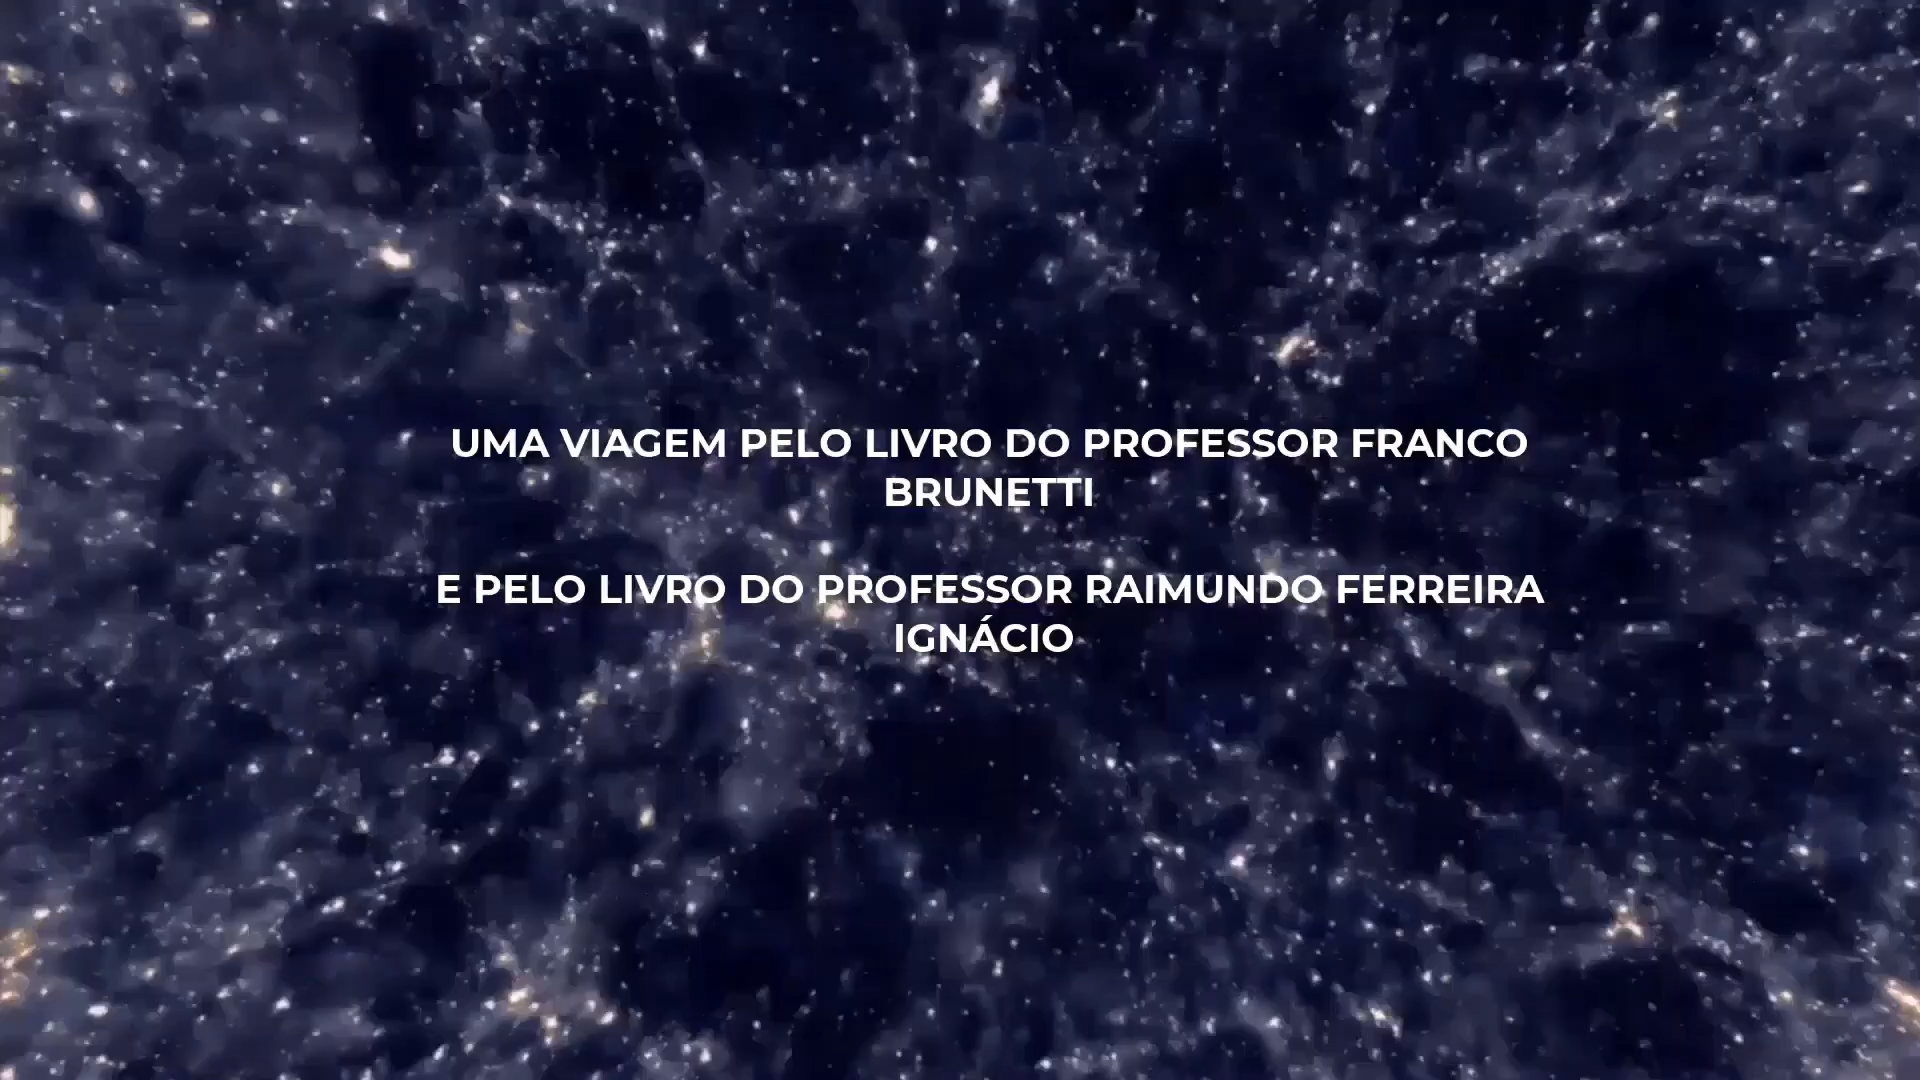 UMA VIAGEM PELO LIVRO DO PROFESSOR FRANCO
BRUNETTI
E PELO LIVRO DO PROFESSOR RAIMUNDO FERREIRA
IGNÁCIO